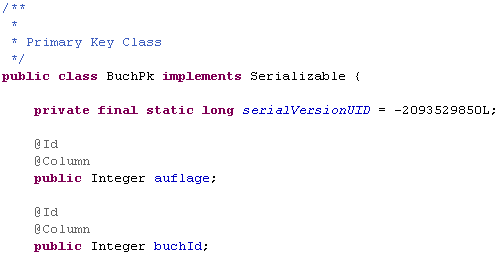 /**
 *
 * Primary Key Class
 */
public class BuchPk implements Serializable {
    private final static long serialVersionUID = -2093529850L;
    @Id
    @Column
    public Integer auflage;
    @Id
    @Column
    public Integer buchId;